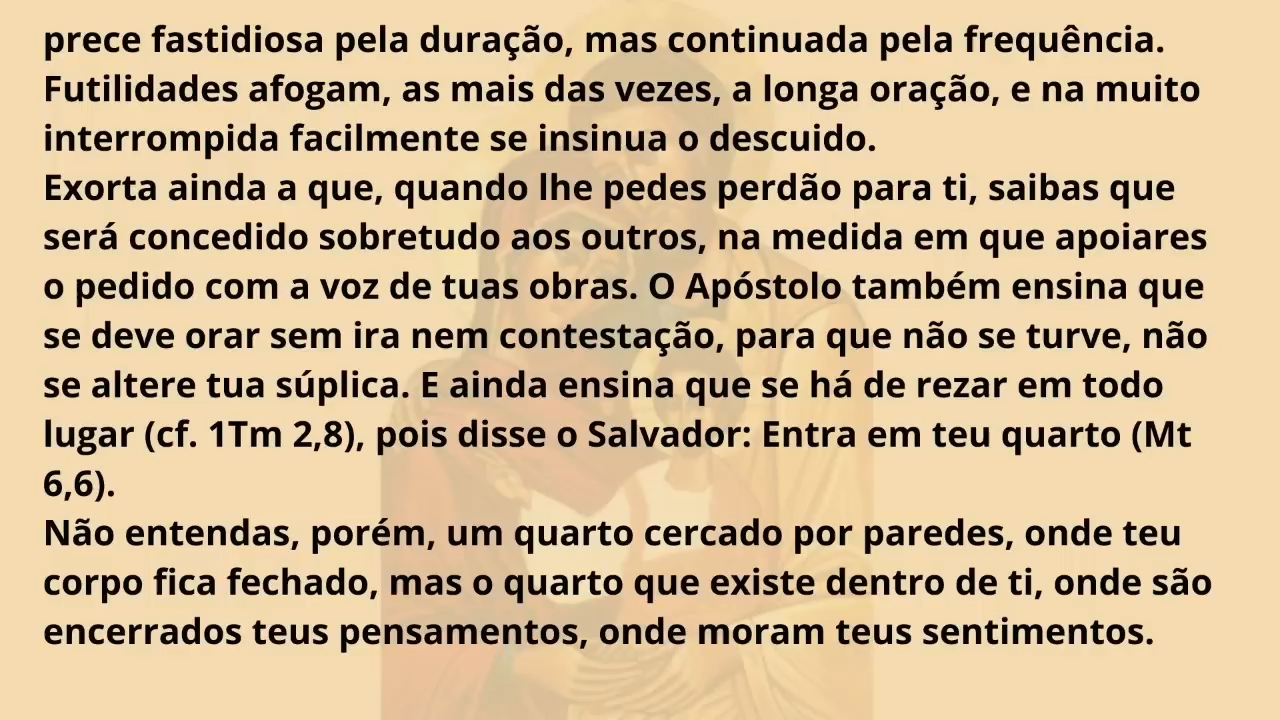 prece fastidiosa pela duração, mas continuada pela frequência.
Futilidades afogam, as mais das vezes, a longa oração, e na muito
interrompida facilmente se insinua o descuido.
Exorta ainda a que, quando lhe pedes perdão para ti, saibas que
será concedido sobretudo aos outros, na medida em que apoiares
o pedido com a voz de tuas obras. O Apóstolo também ensina que
se deve orar sem ira nem contestação, para que não se turve, não
se altere tua súplica. E ainda ensina que se há de rezar em todo
lugar (cf. 1Tm 2,8), pois disse o Salvador: Entra em teu quarto (Mt
6,6).
Não entendas, porém, um quarto cercado por paredes, onde teu
corpo fica fechado, mas o quarto que existe dentro de ti, onde são
encerrados teus pensamentos, onde moram teus sentimentos.